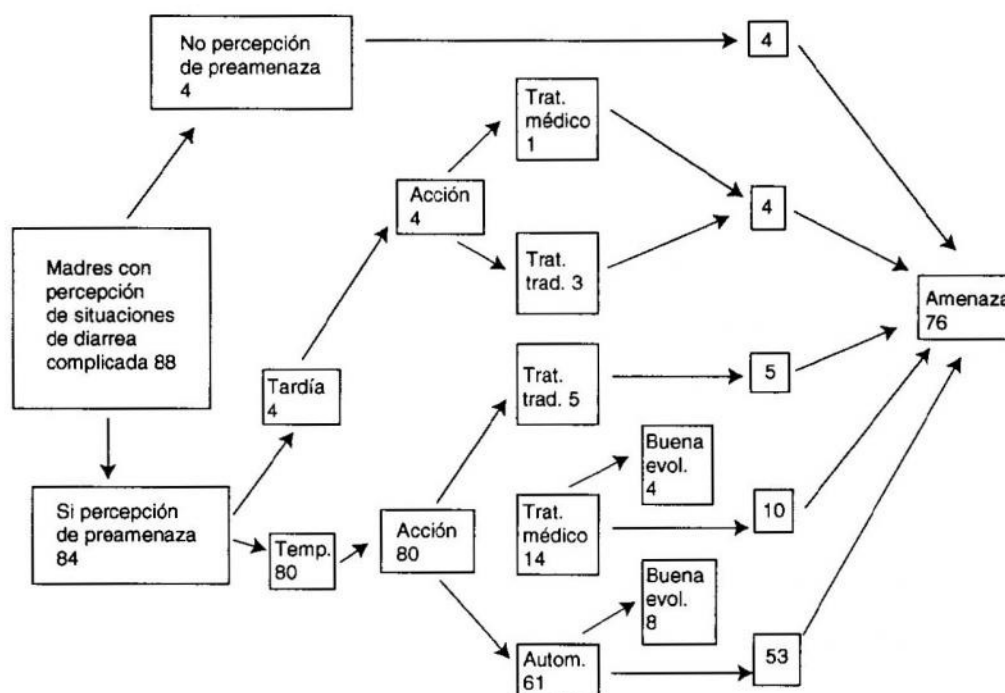 No percepción
de preamenaza
4
4
Trat.
médico
1
Acción
4
4
Trat.
trad. 3
Madres con
percepción
de situaciones
de diarrea
complicada 88
Amenaza
76
Tardía
4
Trat.
trad. 5
5
Buena
evol.
4
Si percepción
de preamenaza
84
Temp.
80
Acción
80
Trat.
médico
14
10
Buena
evol.
8
Autom.
61
53